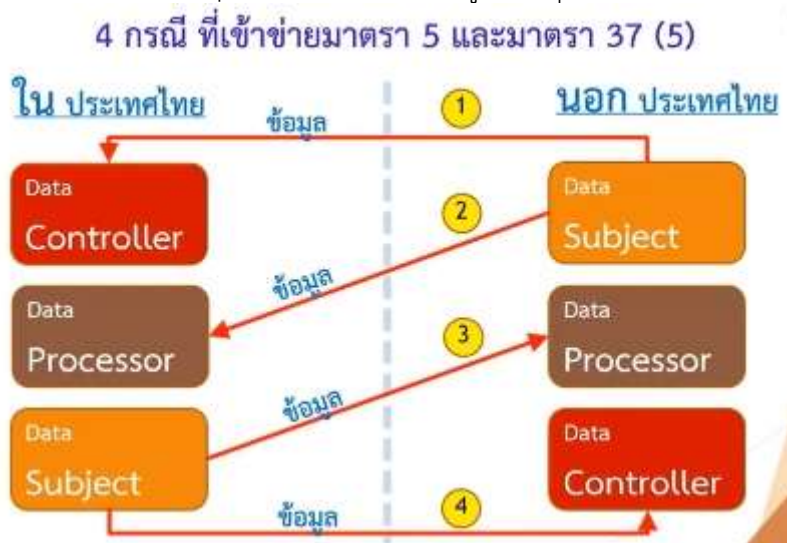 4 กรณี ที่เข้าข่ายมาตรา 5 และมาตรา 37 (5)
ใน ประเทศไทย
นอก ประเทศไทย
ข้อมูล
1
Data
Controller
Data
Subject
2
ข้อมูล
Data
Processor
Data
Processor
3
ข้อมูล
Data
Subject
Data
Controller
ข้อมูล
4